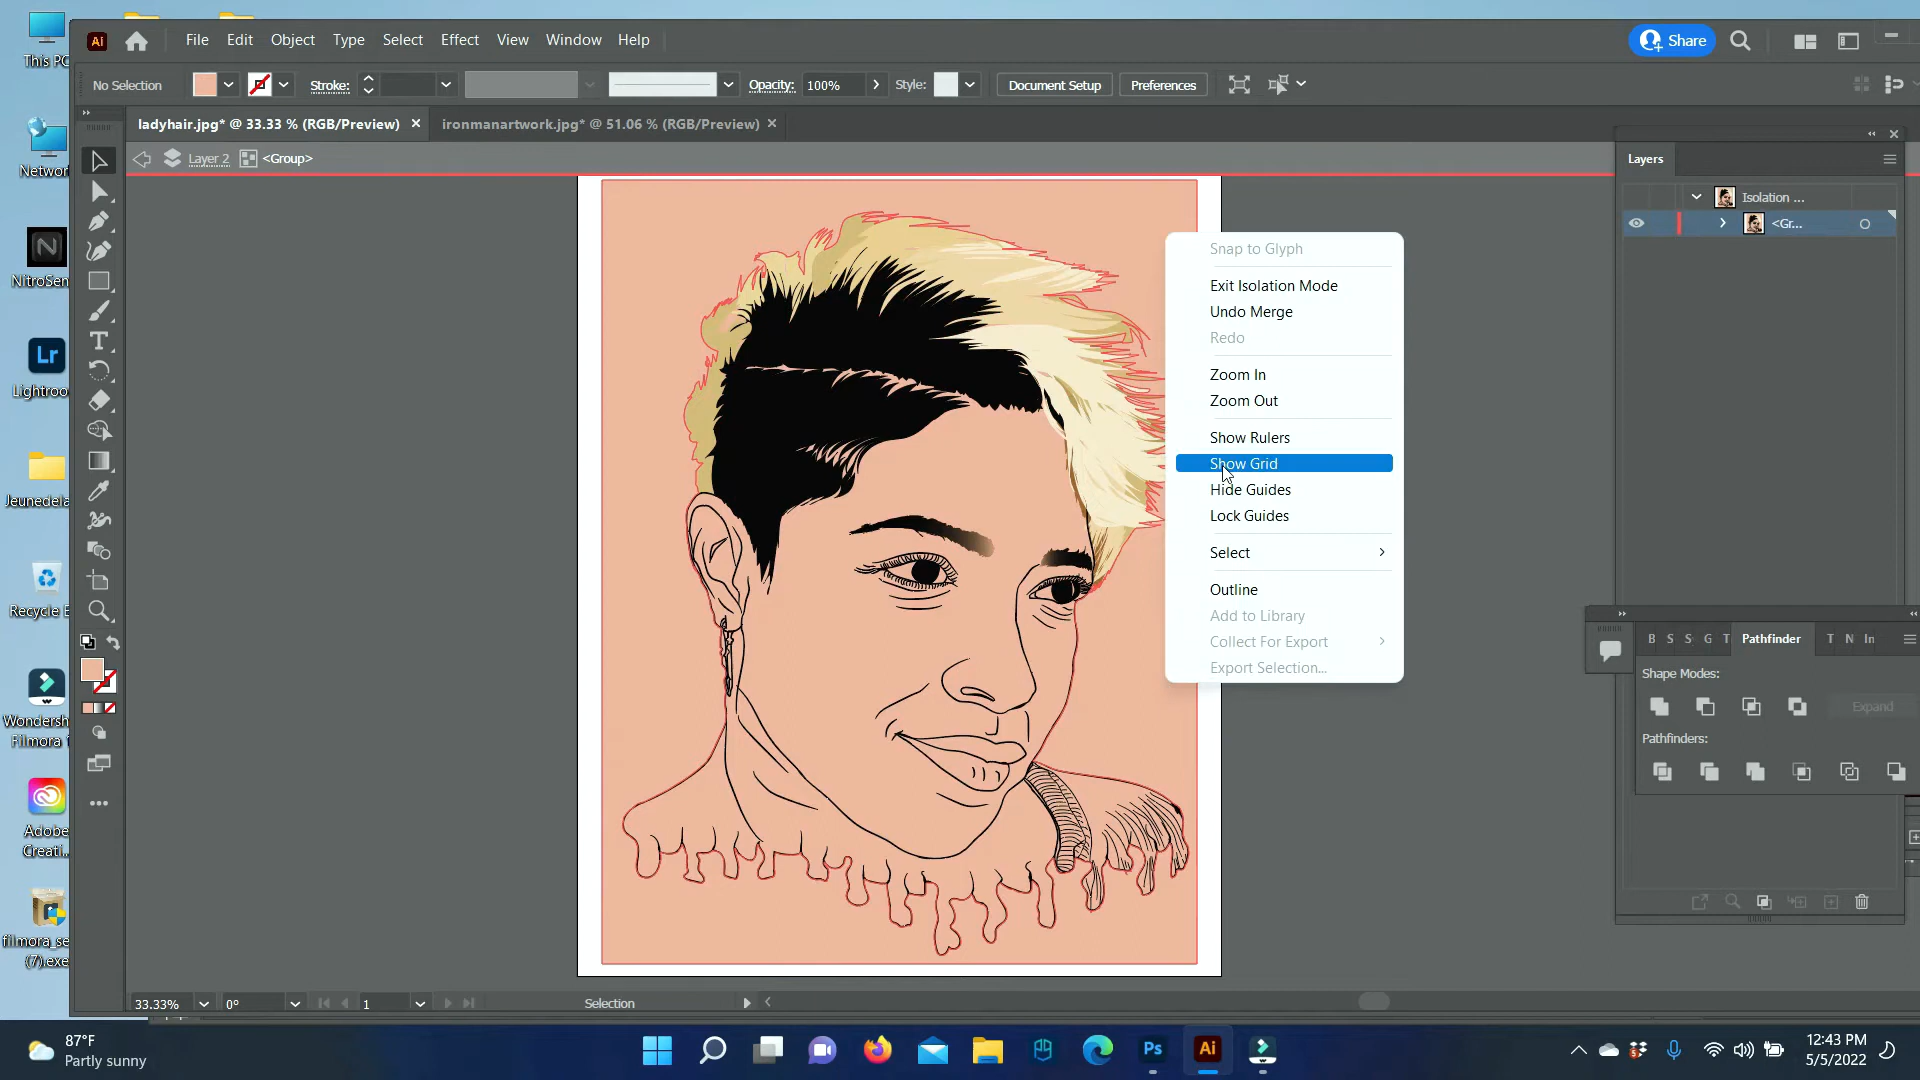 This PC
Network
NitroSen
Lightroo
Jeunedela
Recycle B
Wondersh
Filmora
Adobe
Creati...
filmora_se
(7).exe
Ai File Edit Object Type Select Effect View Window Help Share
No Selection Stroke: Opacity: 100% Style: Document Setup Preferences
ladyhair.jpg* @ 33.33 % (RGB/Preview) × ironmanartwork.jpg* @ 51.06 % (RGB/Preview) ×
Layer 2 <Group>
Layers
Isolation ...
<Gr...
Snap to Glyph
Exit Isolation Mode
Undo Merge
Redo
Zoom In
Zoom Out
Show Rulers
Show Grid
Hide Guides
Lock Guides
Select
Outline
Add to Library
Collect For Export
Export Selection...
B S S G T Pathfinder T N In
Shape Modes:
Expand
Pathfinders:
33.33% 0° 1 Selection
87°F
Partly sunny
Ps Ai
12:43 PM
5/5/2022
N
Lr
T